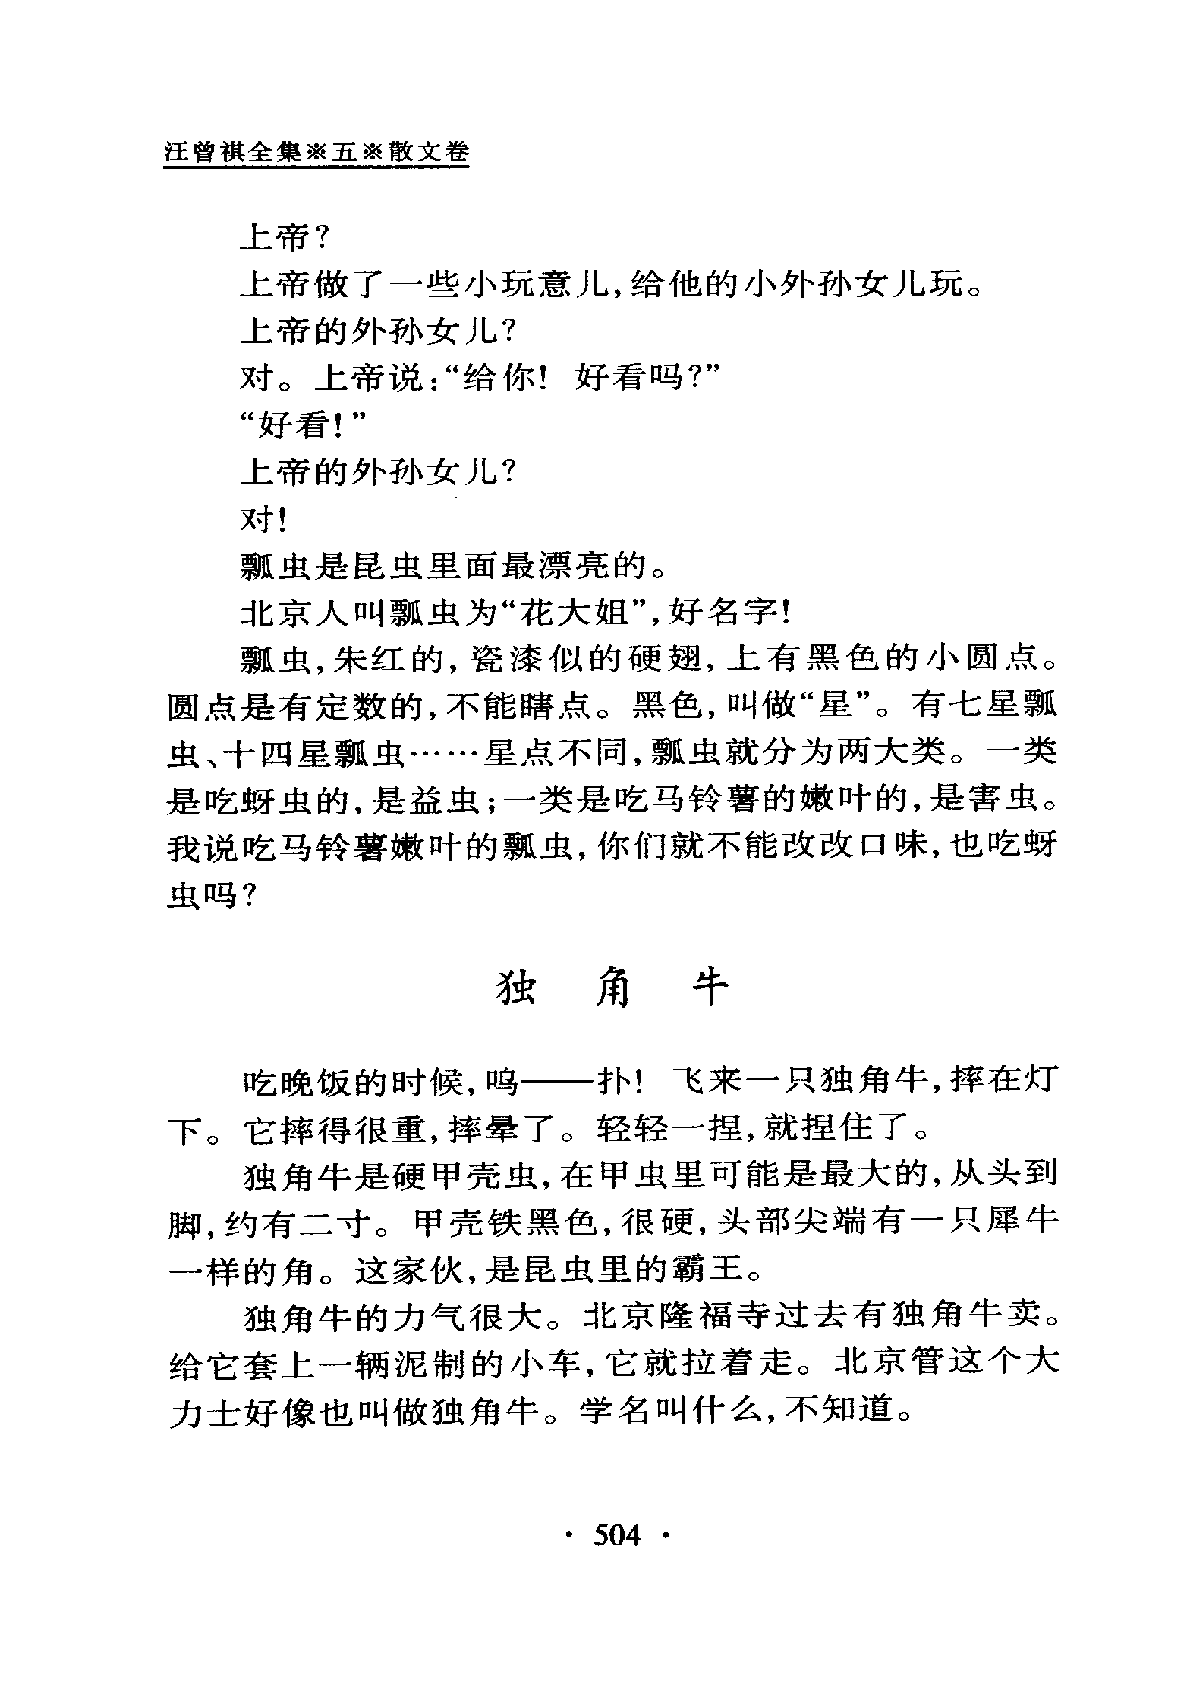 汪曾祺全集※五※散文卷
上帝?
上帝做了一些小玩意儿,给他的小外孙女儿玩。
上帝的外孙女儿?
对。上帝说:“给你! 好看吗?”
“好看!”
上帝的外孙女儿?
对!
瓢虫是昆虫里面最漂亮的。
北京人叫瓢虫为“花大姐”,好名字!
瓢虫,朱红的,瓷漆似的硬翅,上有黑色的小圆点。
圆点是有定数的,不能瞎点。黑色,叫做“星”。有七星瓢
虫、十四星瓢虫……星点不同,瓢虫就分为两大类。一类
是吃蚜虫的,是益虫;一类是吃马铃薯的嫩叶的,是害虫。
我说吃马铃薯嫩叶的瓢虫,你们就不能改改口味,也吃蚜
虫吗?
独 角 牛
吃晚饭的时候,呜——扑! 飞来一只独角牛,摔在灯
下。它摔得很重,摔晕了。轻轻一捏,就捏住了。
独角牛是硬甲壳虫,在甲虫里可能是最大的,从头到
脚,约有二寸。甲壳铁黑色,很硬,头部尖端有一只犀牛
一样的角。这家伙,是昆虫里的霸王。
独角牛的力气很大。北京隆福寺过去有独角牛卖。
给它套上一辆泥制的小车,它就拉着走。北京管这个大
力士好像也叫做独角牛。学名叫什么,不知道。
· 504 ·